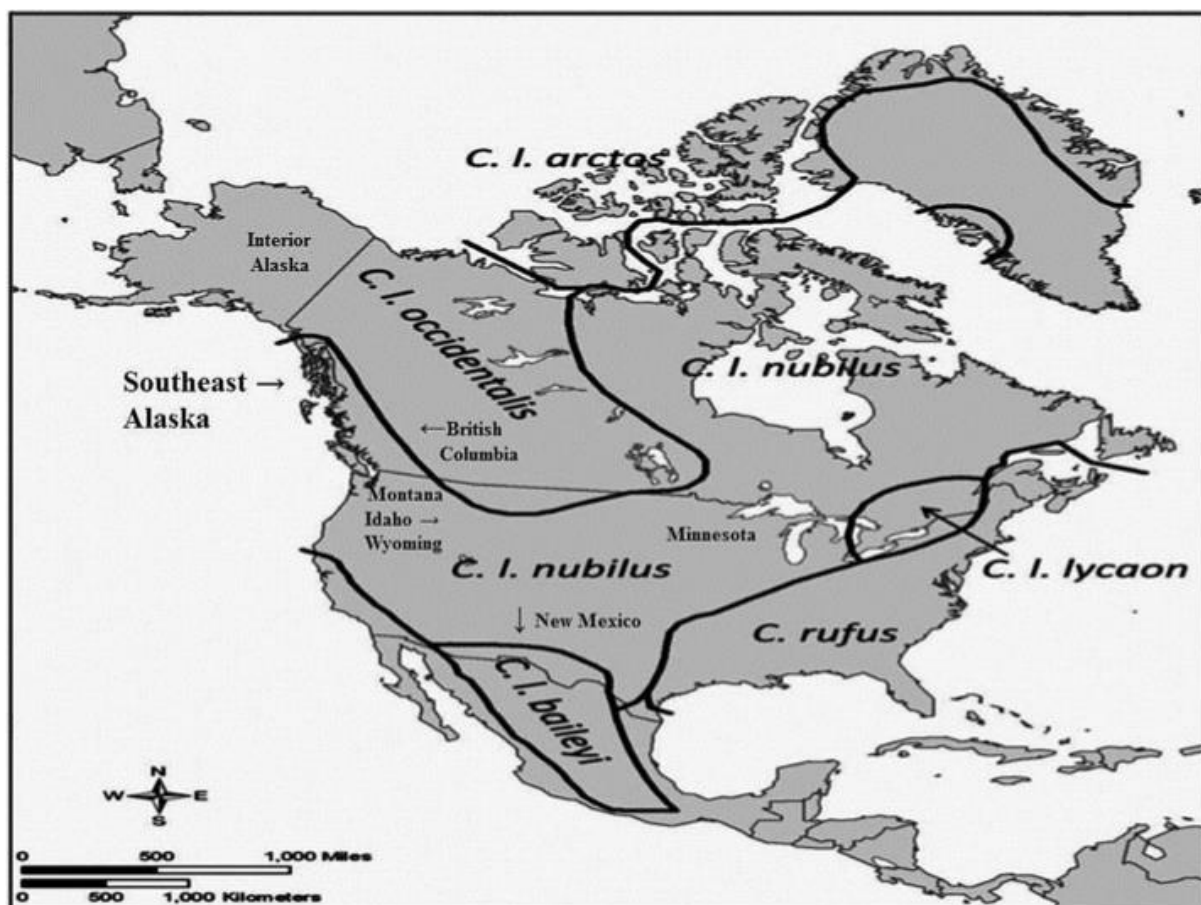 C. l. arctos
Interior
Alaska
C. l. occidentalis
C. l. nubilus
Southeast →
Alaska
←British
Columbia
Montana
Idaho →
Wyoming
Minnesota
C. l. nubilus
C. l. lycaon
↓ New Mexico
C. rufus
C. l. baileyi
N
W E
S
0 500 1,000 Miles
0 500 1,000 Kilometers